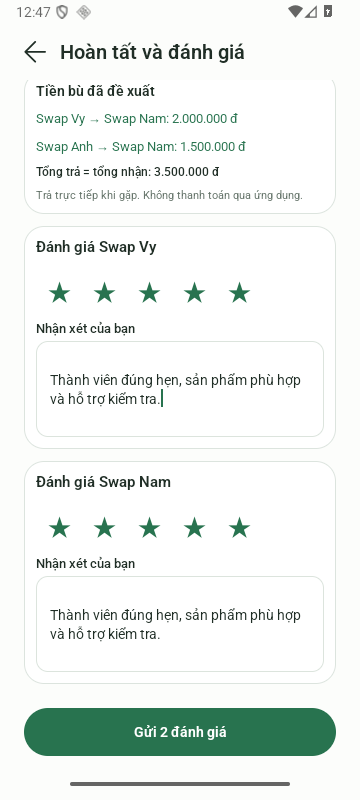 12:47
Hoàn tất và đánh giá
Tiền bù đã đề xuất
Swap Vy → Swap Nam: 2.000.000 đ
Swap Anh → Swap Nam: 1.500.000 đ
Tổng trả = tổng nhận: 3.500.000 đ
Trả trực tiếp khi gặp. Không thanh toán qua ứng dụng.
Đánh giá Swap Vy
★ ★ ★ ★ ★
Nhận xét của bạn
Thành viên đúng hẹn, sản phẩm phù hợp
và hỗ trợ kiểm tra.
Đánh giá Swap Nam
★ ★ ★ ★ ★
Nhận xét của bạn
Thành viên đúng hẹn, sản phẩm phù hợp
và hỗ trợ kiểm tra.
Gửi 2 đánh giá